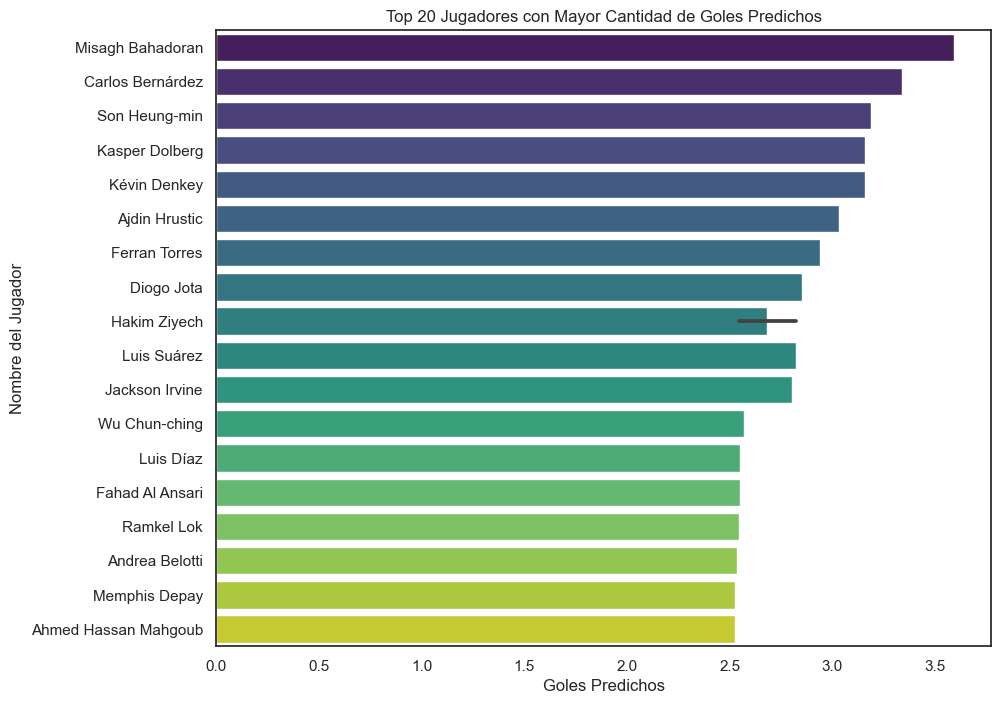 Top 20 Jugadores con Mayor Cantidad de Goles Predichos
Nombre del Jugador
Misagh Bahadoran
Carlos Bernárdez
Son Heung-min
Kasper Dolberg
Kévin Denkey
Ajdin Hrustic
Ferran Torres
Diogo Jota
Hakim Ziyech
Luis Suárez
Jackson Irvine
Wu Chun-ching
Luis Díaz
Fahad Al Ansari
Ramkel Lok
Andrea Belotti
Memphis Depay
Ahmed Hassan Mahgoub
0.0 0.5 1.0 1.5 2.0 2.5 3.0 3.5
Goles Predichos